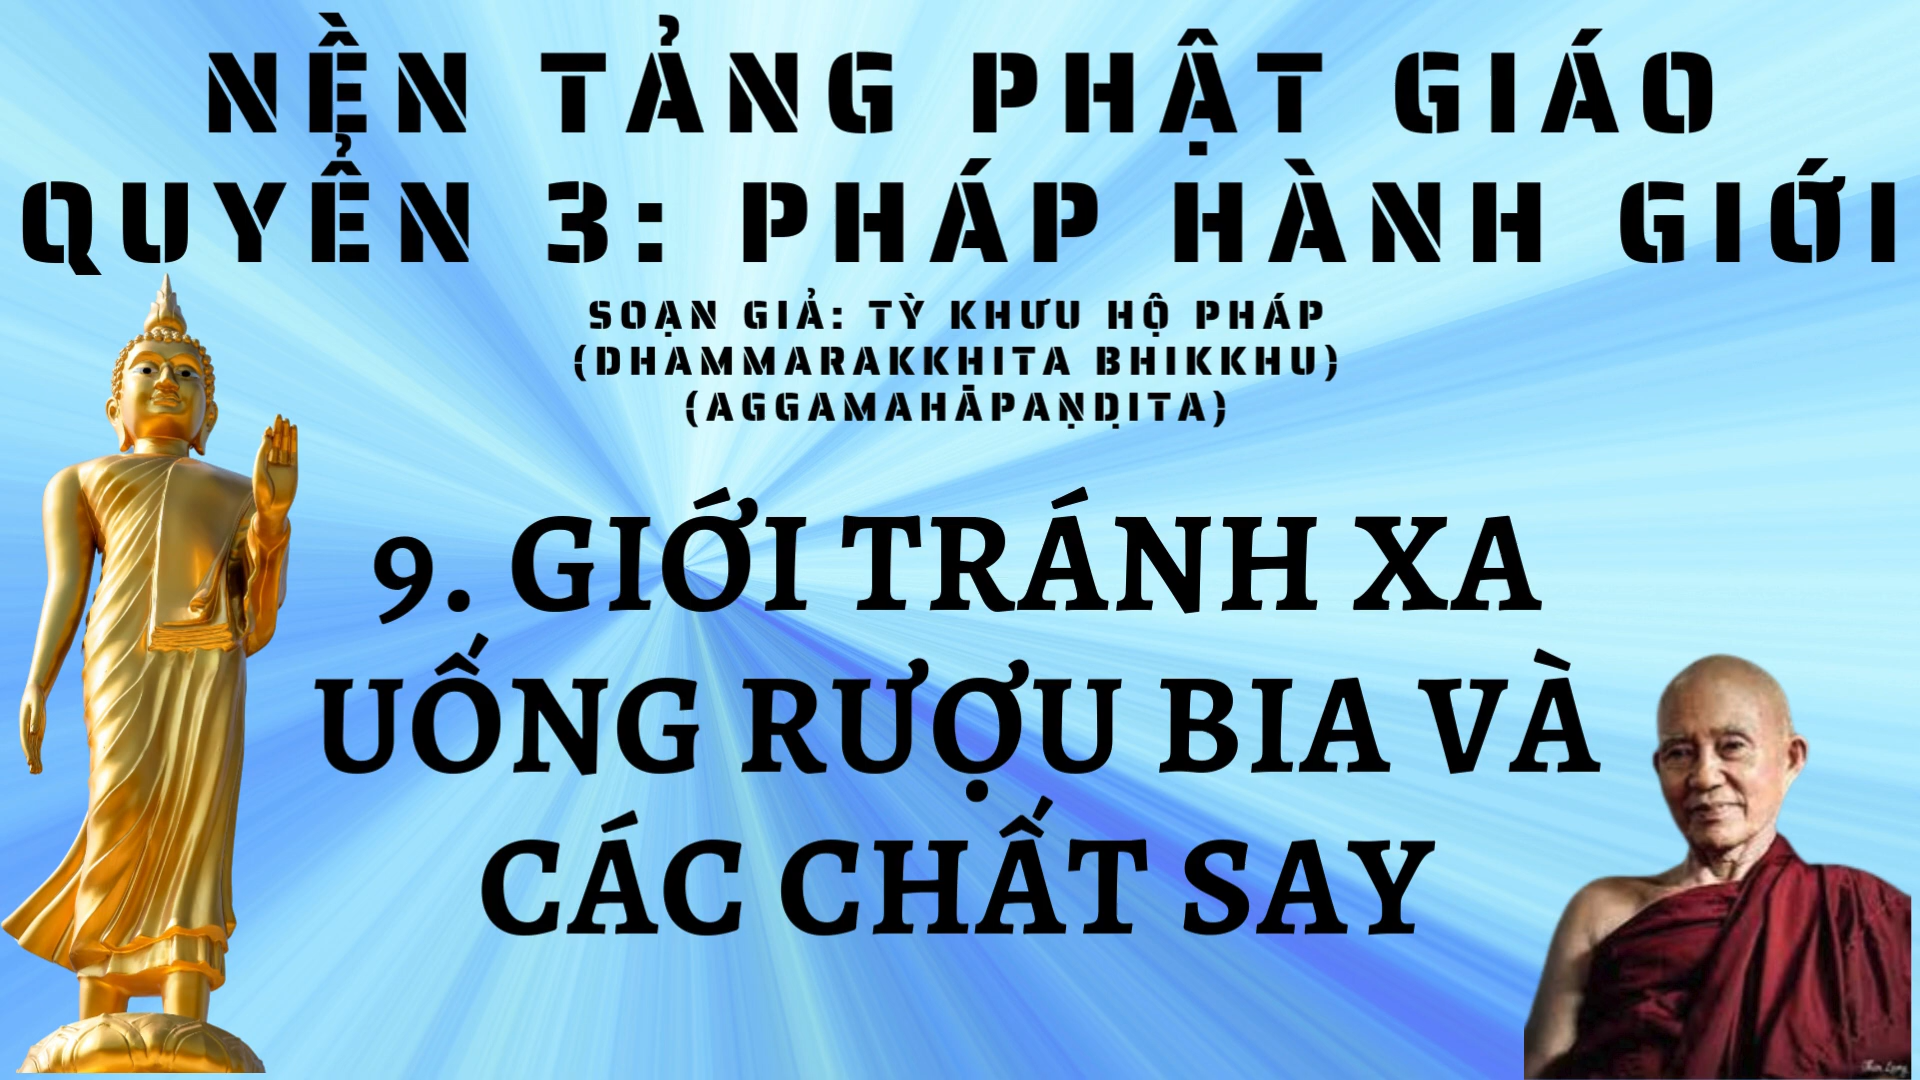 NỀN TẢNG PHẬT GIÁO
QUYỂN 3: PHÁP HÀNH GIỚI
SOẠN GIẢ: TỲ KHƯU HỘ PHÁP
(DHAMMARAKKHITA BHIKKHU)
(AGGAMAHĀPAṆḌITA)
9. GIỚI TRÁNH XA
UỐNG RƯỢU BIA VÀ
CÁC CHẤT SAY